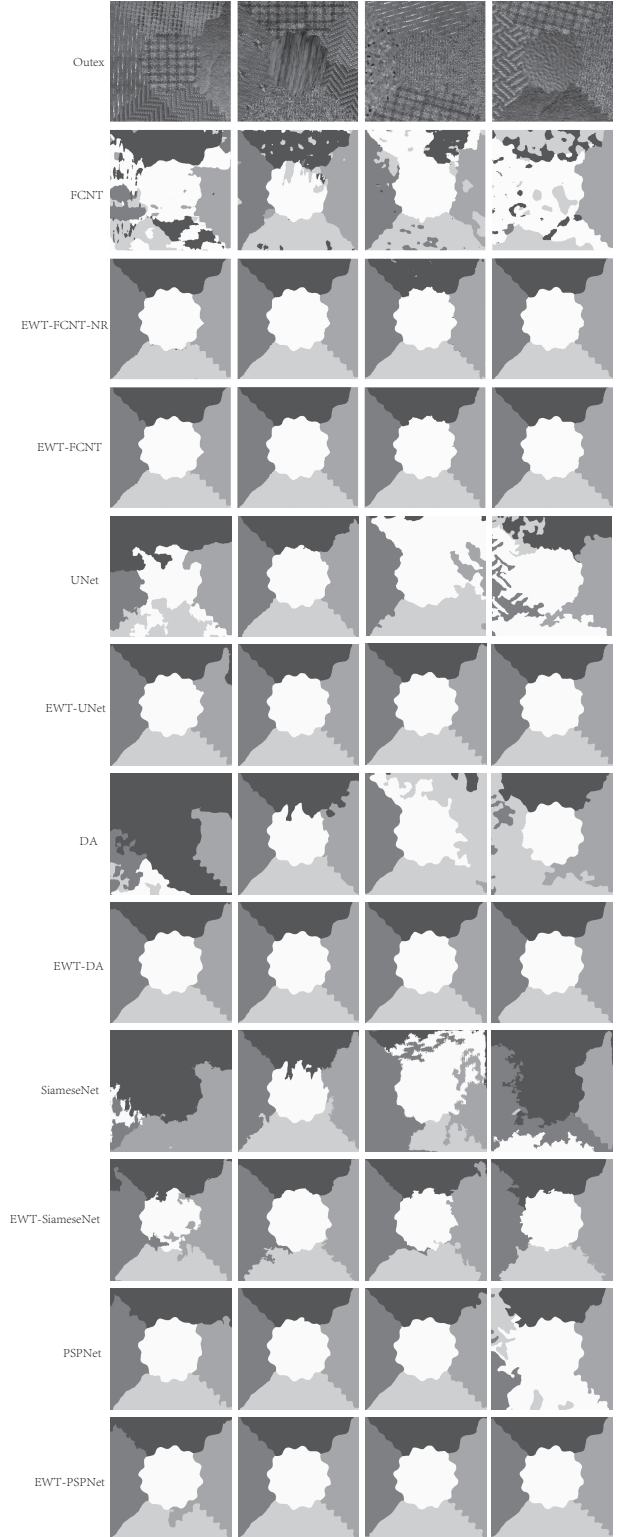 Outex
FCNT
EWT-FCNT-NR
EWT-FCNT
UNet
EWT-UNet
DA
EWT-DA
SiameseNet
EWT-SiameseNet
PSPNet
EWT-PSPNet